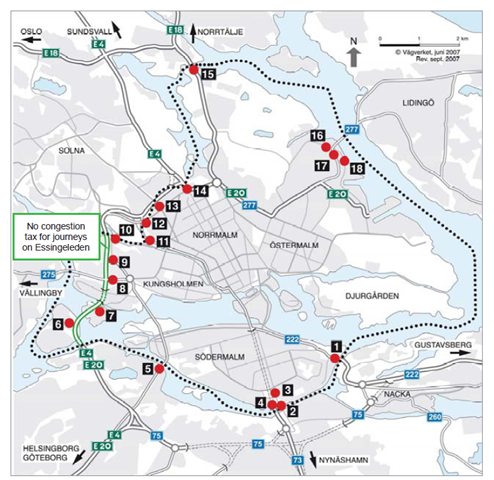 OSLO
E 18
SUNDSVALL
E 4
E 18
NORRTÄLJE
N
0 1 2 km
© Vägverket, juni 2007
Rev. sept. 2007
15
LIDINGÖ
277
16
17
18
SOLNA
E 4
14
E 20
E 20
277
13
12
11
10
No congestion
tax for journeys
on Essingeleden
NORRMALM
ÖSTERMALM
9
8
275
VÄLLINGBY
KUNGSHOLMEN
DJURGÅRDEN
7
6
222
GUSTAVSBERG
E 4
E 20
5
SÖDERMALM
1
222
3
4
2
NACKA
75
260
E 4
E 20
75
75
75
HELSINGBORG
GÖTEBORG
73
NYNÄSHAMN